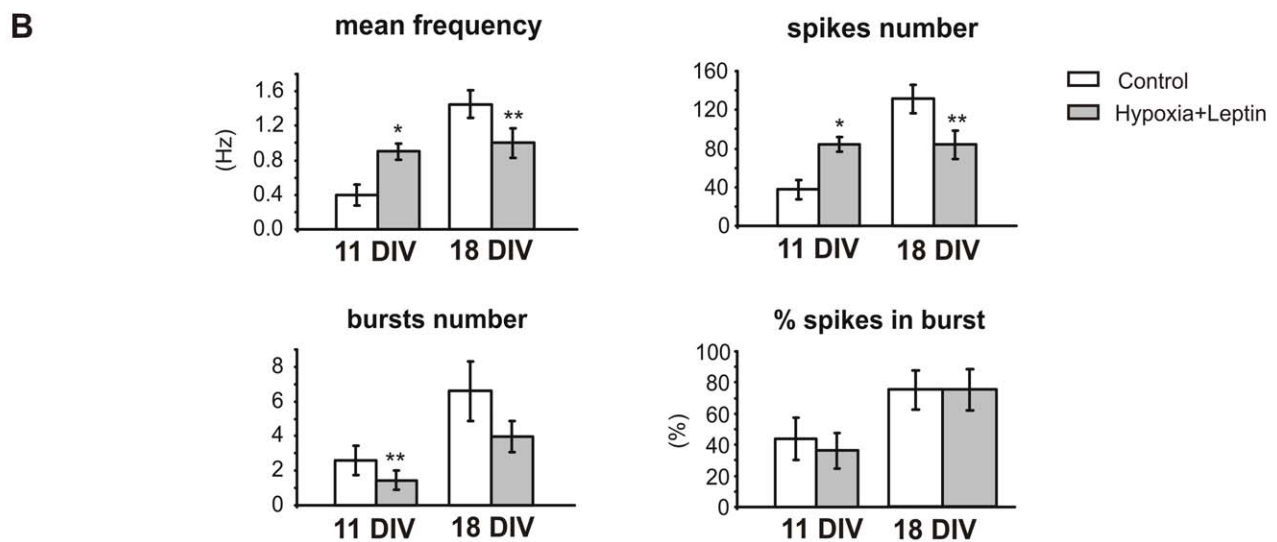 B
mean frequency
(Hz)
1.6
1.2
0.8
0.4
0.0
*
**
11 DIV
18 DIV
spikes number
160
120
80
40
0
*
**
11 DIV
18 DIV
Control
Hypoxia+Leptin
bursts number
8
6
4
2
0
**
11 DIV
18 DIV
% spikes in burst
(%)
100
80
60
40
20
0
11 DIV
18 DIV